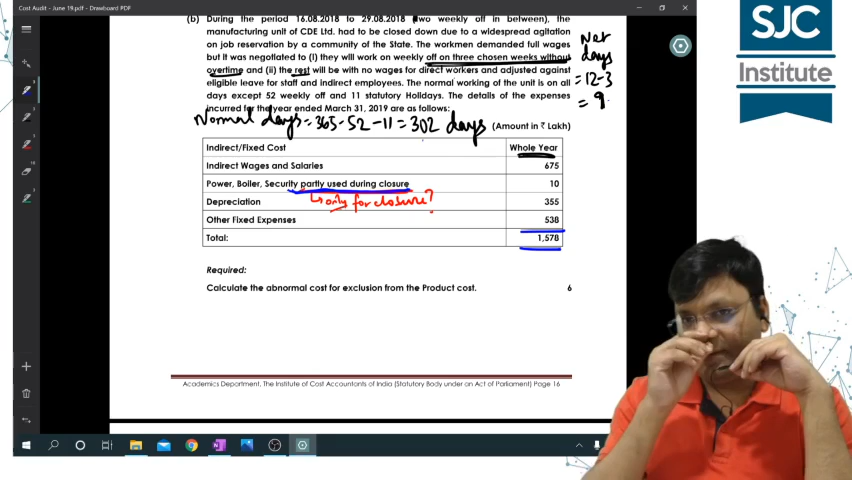 Cost Audit - June 19.pdf - Drawboard PDF
(b) During the period 16.08.2018 to 29.08.2018 (two weekly off in between), the
manufacturing unit of CDE Ltd. had to be closed down due to a widespread agitation
on job reservation by a community of the State. The workmen demanded full wages
but it was negotiated to (i) they will work on weekly off on three chosen weeks without
overtime and (ii) the rest will be with no wages for direct workers and adjusted against
eligible leave for staff and indirect employees. The normal working of the unit is on all
days except 52 weekly off and 11 statutory Holidays. The details of the expenses
incurred for the year ended March 31, 2019 are as follows:
Net
days
= 12-3
= 9
Normal days = 365-52-11 = 302 days
(Amount in ₹ Lakh)
Indirect/Fixed Cost Whole Year
Indirect Wages and Salaries 675
Power, Boiler, Security partly used during closure 10
Depreciation 355
↳ only for closure?
Other Fixed Expenses 538
Total: 1,578
Required:
Calculate the abnormal cost for exclusion from the Product cost. 6
Academics Department, The Institute of Cost Accountants of India (Statutory Body under an Act of Parliament) Page 16
SJC
Institute